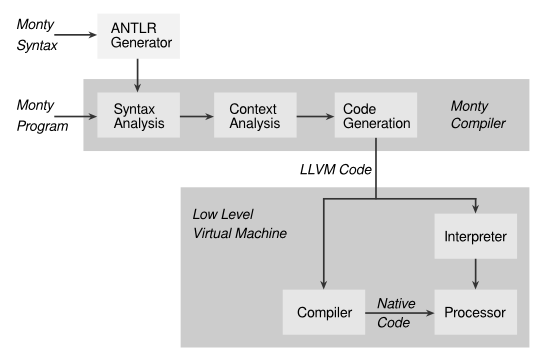 Monty
Syntax
ANTLR
Generator
Monty
Program
Syntax
Analysis
Context
Analysis
Code
Generation
Monty
Compiler
LLVM Code
Low Level
Virtual Machine
Interpreter
Compiler
Native
Code
Processor